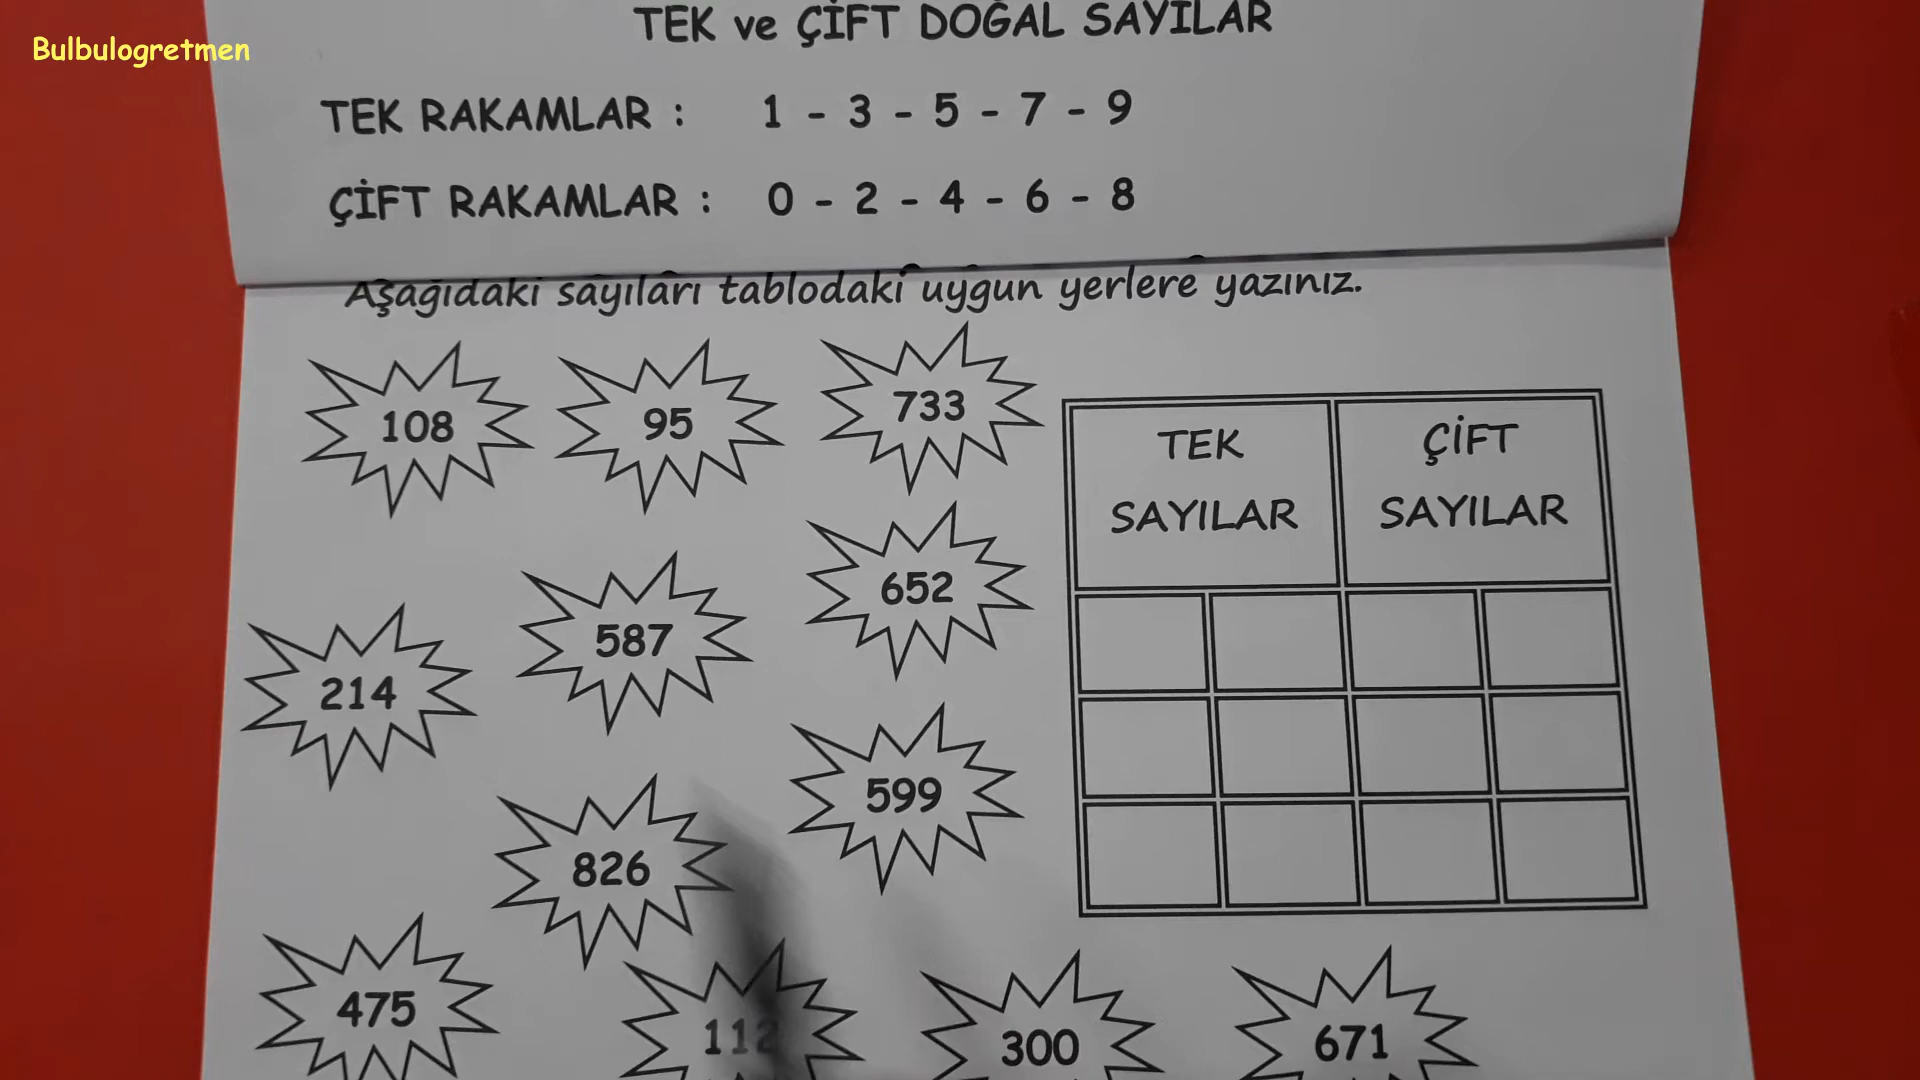 Bulbulogretmen
TEK ve ÇİFT DOĞAL SAYILAR
TEK RAKAMLAR : 1 - 3 - 5 - 7 - 9
ÇİFT RAKAMLAR : 0 - 2 - 4 - 6 - 8
Aşağıdaki sayıları tablodaki uygun yerlere yazınız.
108
95
733
652
587
214
599
826
475
112
300
671
TEK
SAYILAR
ÇİFT
SAYILAR